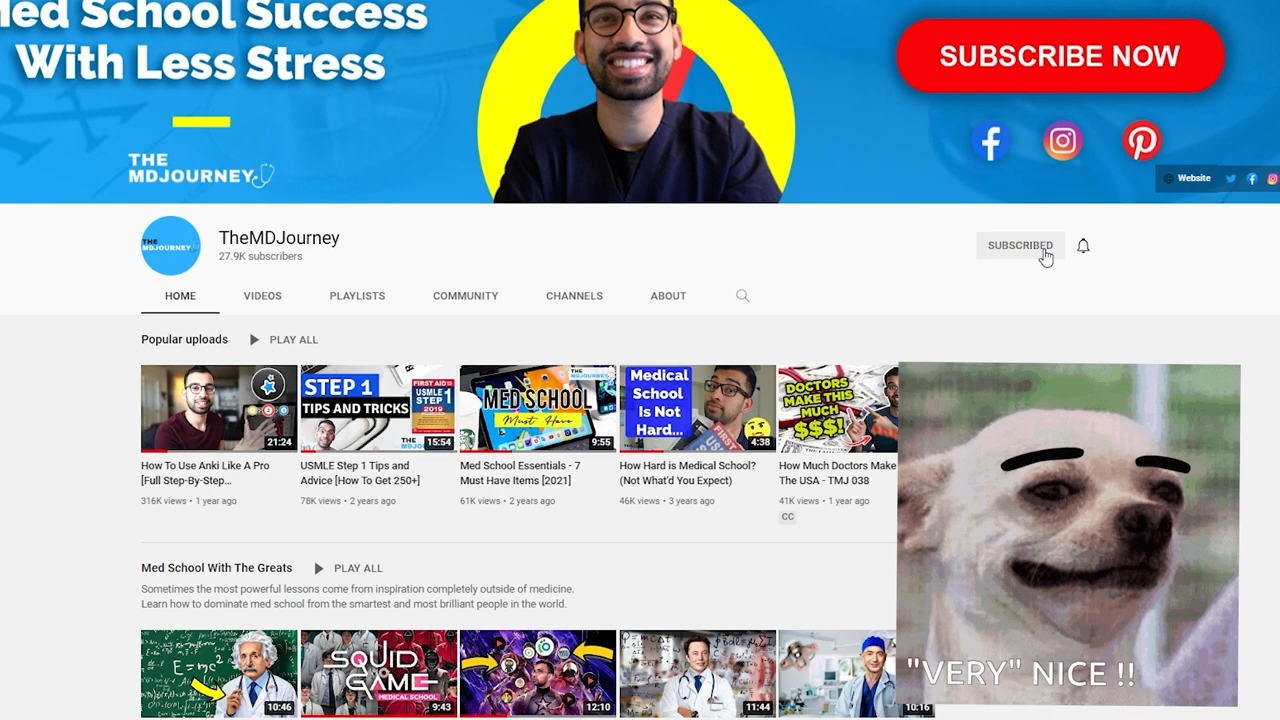 Med School Success
With Less Stress
SUBSCRIBE NOW
THE
MDJOURNEY
Website
THE
MDJOURNEY
TheMDJourney
27.9K subscribers
SUBSCRIBED
HOME VIDEOS PLAYLISTS COMMUNITY CHANNELS ABOUT
Popular uploads PLAY ALL
21:24
STEP 1
TIPS AND TRICKS
FIRST AID
USMLE
STEP 1
2019
THE
15:54
THE
MDJOURNEY
MED SCHOOL
Must Have
9:55
Medical
School
Is Not
Hard...
FIRST
4:38
DOCTORS
MAKE THIS
MUCH
$$$!
How To Use Anki Like A Pro
[Full Step-By-Step...
316K views • 1 year ago
USMLE Step 1 Tips and
Advice [How To Get 250+]
78K views • 2 years ago
Med School Essentials - 7
Must Have Items [2021]
61K views • 2 years ago
How Hard is Medical School?
(Not What'd You Expect)
46K views • 3 years ago
How Much Doctors Make
The USA - TMJ 038
41K views • 1 year ago
CC
Med School With The Greats PLAY ALL
Sometimes the most powerful lessons come from inspiration completely outside of medicine.
Learn how to dominate med school from the smartest and most brilliant people in the world.
E=mc²
10:46
SQUID
GAME
MEDICAL SCHOOL
9:43
12:10
11:44
10:16
"VERY" NICE !!